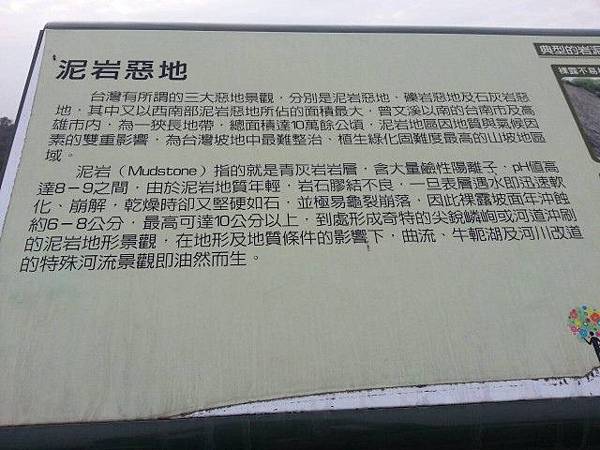 泥岩惡地
台灣有所謂的三大惡地景觀，分別是泥岩惡地、礫岩惡地及石灰岩惡
地，其中又以西南部泥岩惡地所佔的面積最大，曾文溪以南的台南市及高
雄市內，為一狹長地帶，總面積達10萬餘公頃，泥岩地區因地質與氣候因
素的雙重影響，為台灣坡地中最難整治、植生綠化困難度最高的山坡地區
域。
泥岩（Mudstone）指的就是青灰岩岩層，含大量鹼性陽離子，pH值高
達8－9之間，由於泥岩地質年輕，岩石膠結不良，一旦表層遇水即迅速軟
化、崩解，乾燥時卻又堅硬如石，並極易龜裂崩落，因此裸露坡面年沖蝕
約6－8公分，最高可達10公分以上，到處形成奇特的尖銳嶙峋或河道沖刷
的泥岩地形景觀，在地形及地質條件的影響下，曲流、牛軛湖及河川改道
的特殊河流景觀即油然而生。
典型的岩泥
裸露不易